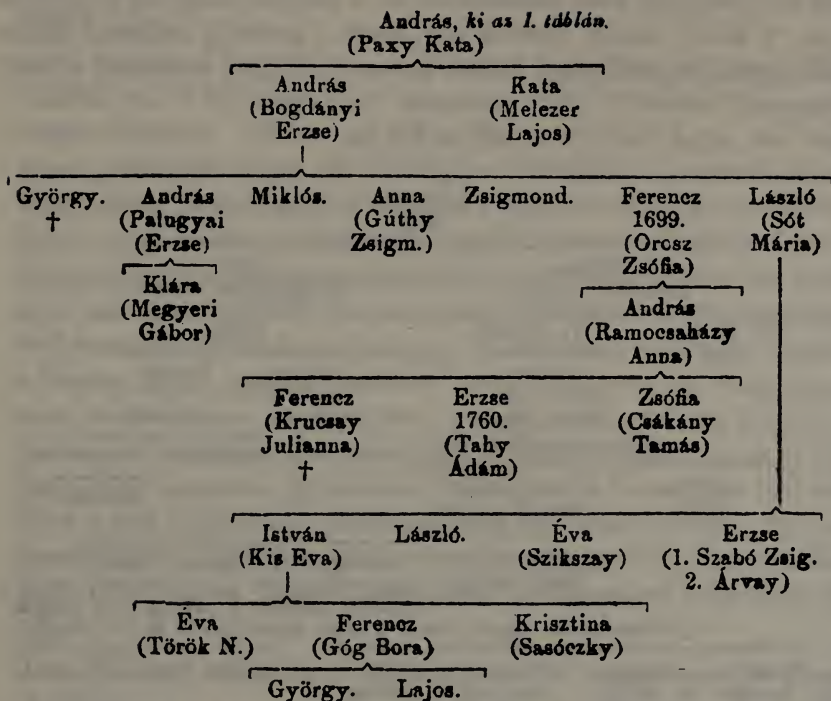 András, ki az I. táblán.
(Paxy Kata)
András Kata
(Bogdányi (Melezer
Erzse) Lajos)
György. András Miklós. Anna Zsigmond. Ferencz László
† (Palugyai (Gúthy 1699. (Sót
(Erzse) Zsigm.) (Orosz Mária)
Zsófia)
Klára
(Megyeri
Gábor)
András
(Ramocsaházy
Anna)
Ferencz Erzse Zsófia
(Krucsay 1760. (Csákány
Julianna) (Tahy Tamás)
† Ádám)
István László. Éva Erzse
(Kis Eva) (Szikszay) (1. Szabó Zsig.
2. Árvay)
Éva Ferencz Krisztina
(Török N.) (Góg Bora) (Sasóczky)
György. Lajos.